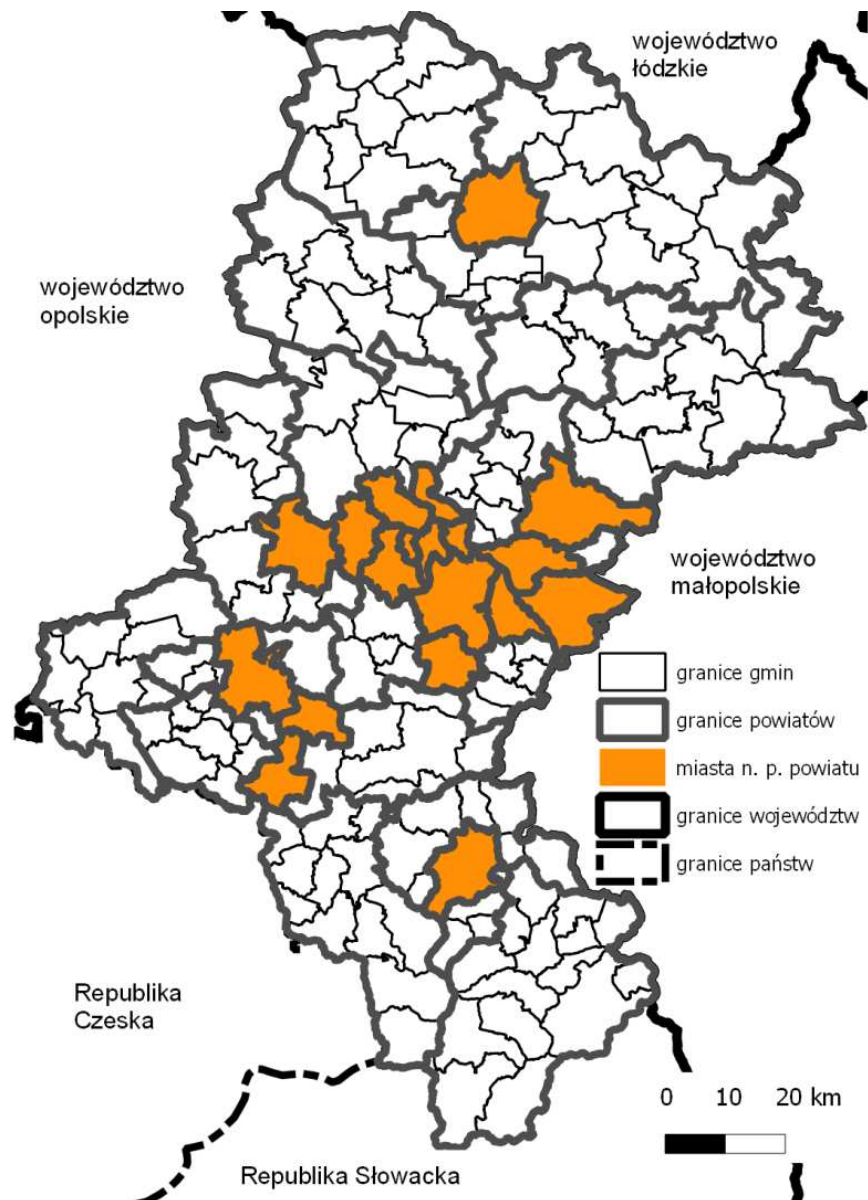 województwo
łódzkie
województwo
opolskie
województwo
małopolskie
granice gmin
granice powiatów
miasta n. p. powiatu
granice województw
granice państw
Republika
Czeska
0 10 20 km
Republika Słowacka